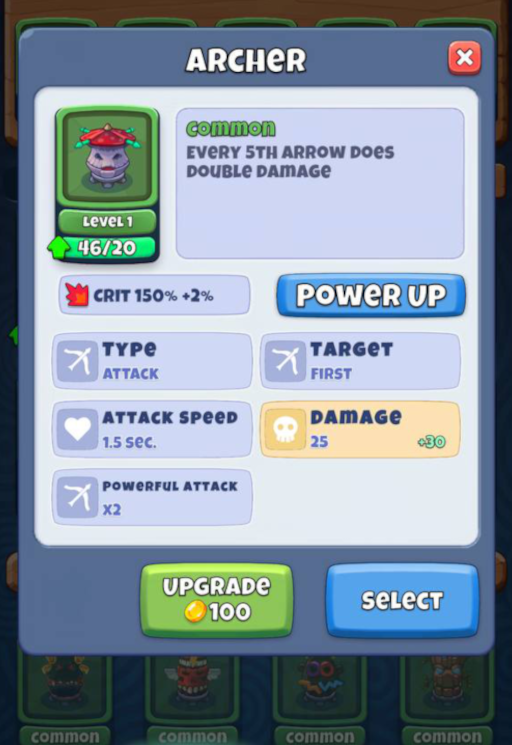 ARCHER
common
EVERY 5TH ARROW DOES
DOUBLE DAMAGE
LEVEL 1
46/20
CRIT 150% +2%
POWER UP
TYPE
ATTACK
TARGET
FIRST
ATTACK SPEED
1.5 SEC.
DAMAGE
25 +30
POWERFUL ATTACK
X2
UPGRADE
100
SELECT
common common common common